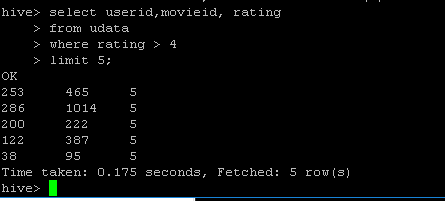 hive> select userid,movieid, rating
    > from udata
    > where rating > 4
    > limit 5;
OK
253     465     5
286     1014    5
200     222     5
122     387     5
38      95      5
Time taken: 0.175 seconds, Fetched: 5 row(s)
hive>